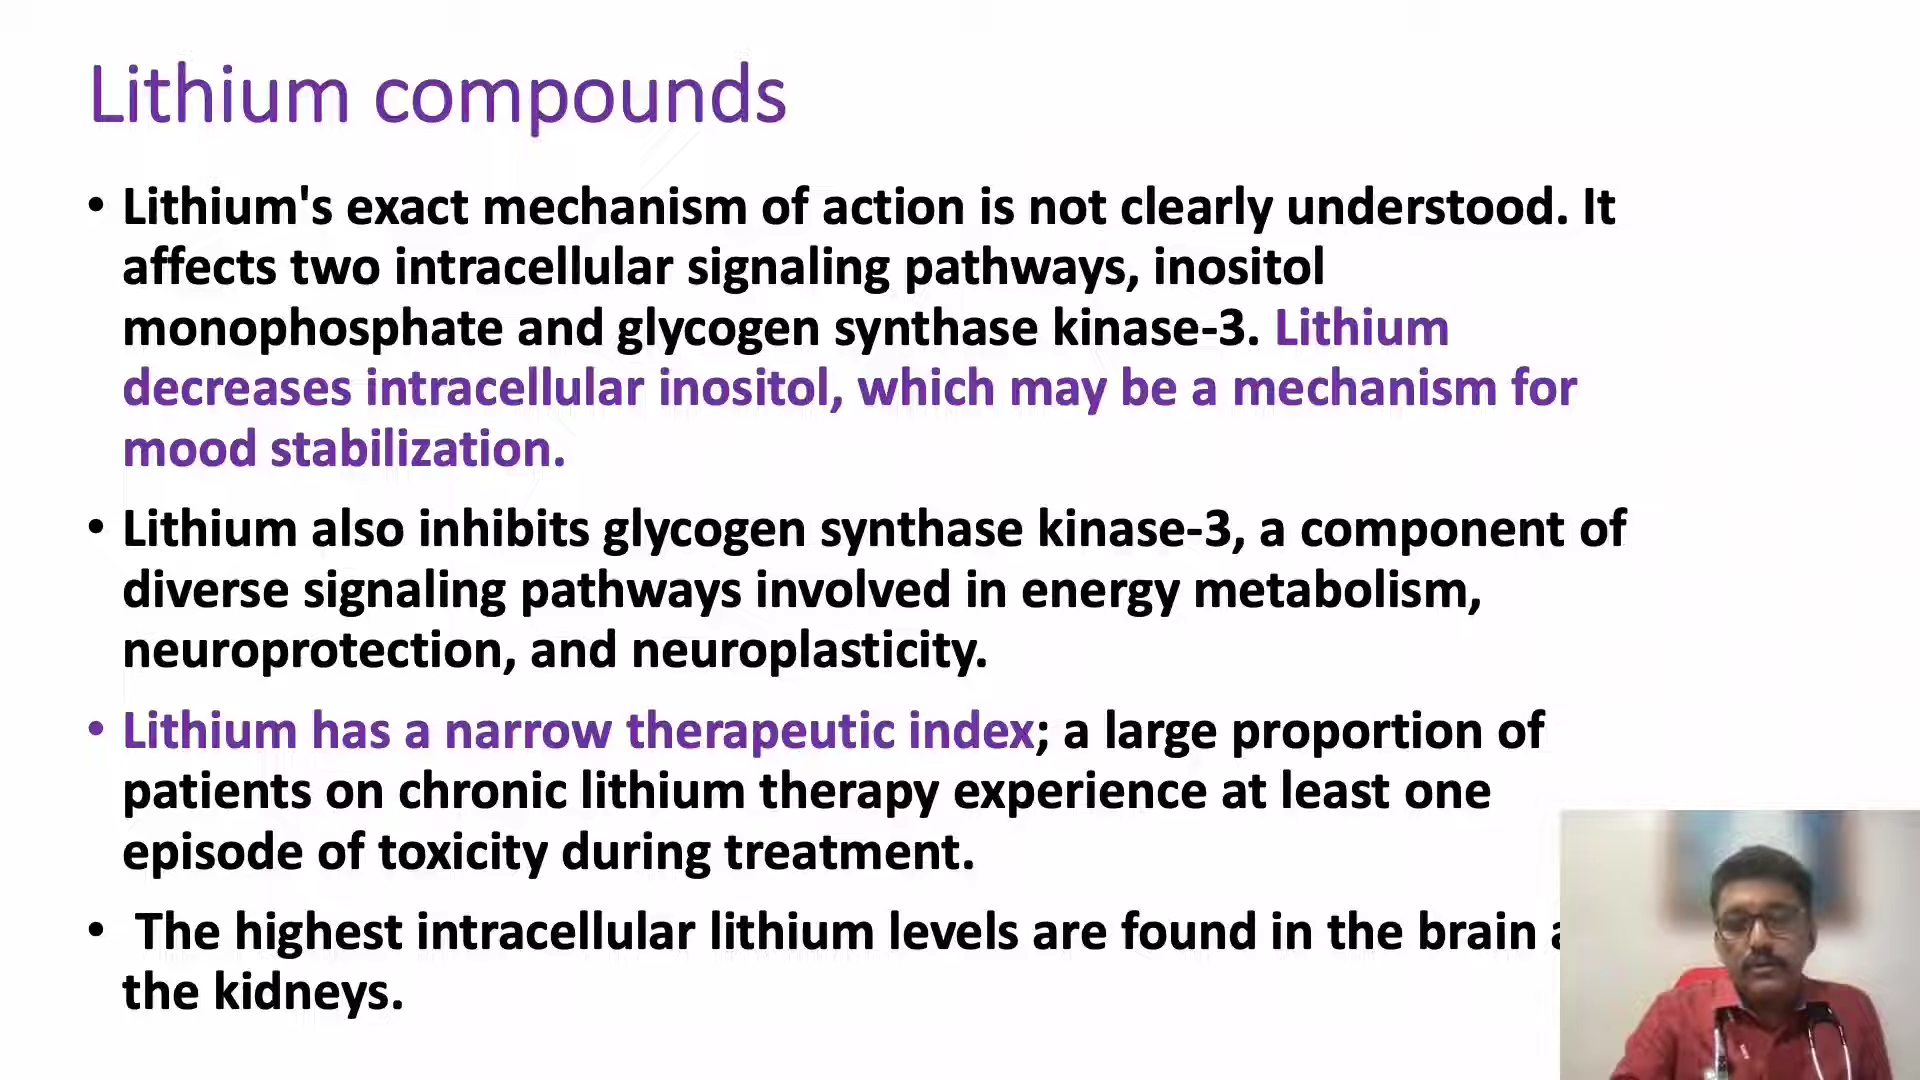 Lithium compounds
• Lithium's exact mechanism of action is not clearly understood. It
affects two intracellular signaling pathways, inositol
monophosphate and glycogen synthase kinase-3. Lithium
decreases intracellular inositol, which may be a mechanism for
mood stabilization.
• Lithium also inhibits glycogen synthase kinase-3, a component of
diverse signaling pathways involved in energy metabolism,
neuroprotection, and neuroplasticity.
• Lithium has a narrow therapeutic index; a large proportion of
patients on chronic lithium therapy experience at least one
episode of toxicity during treatment.
• The highest intracellular lithium levels are found in the brain
the kidneys.